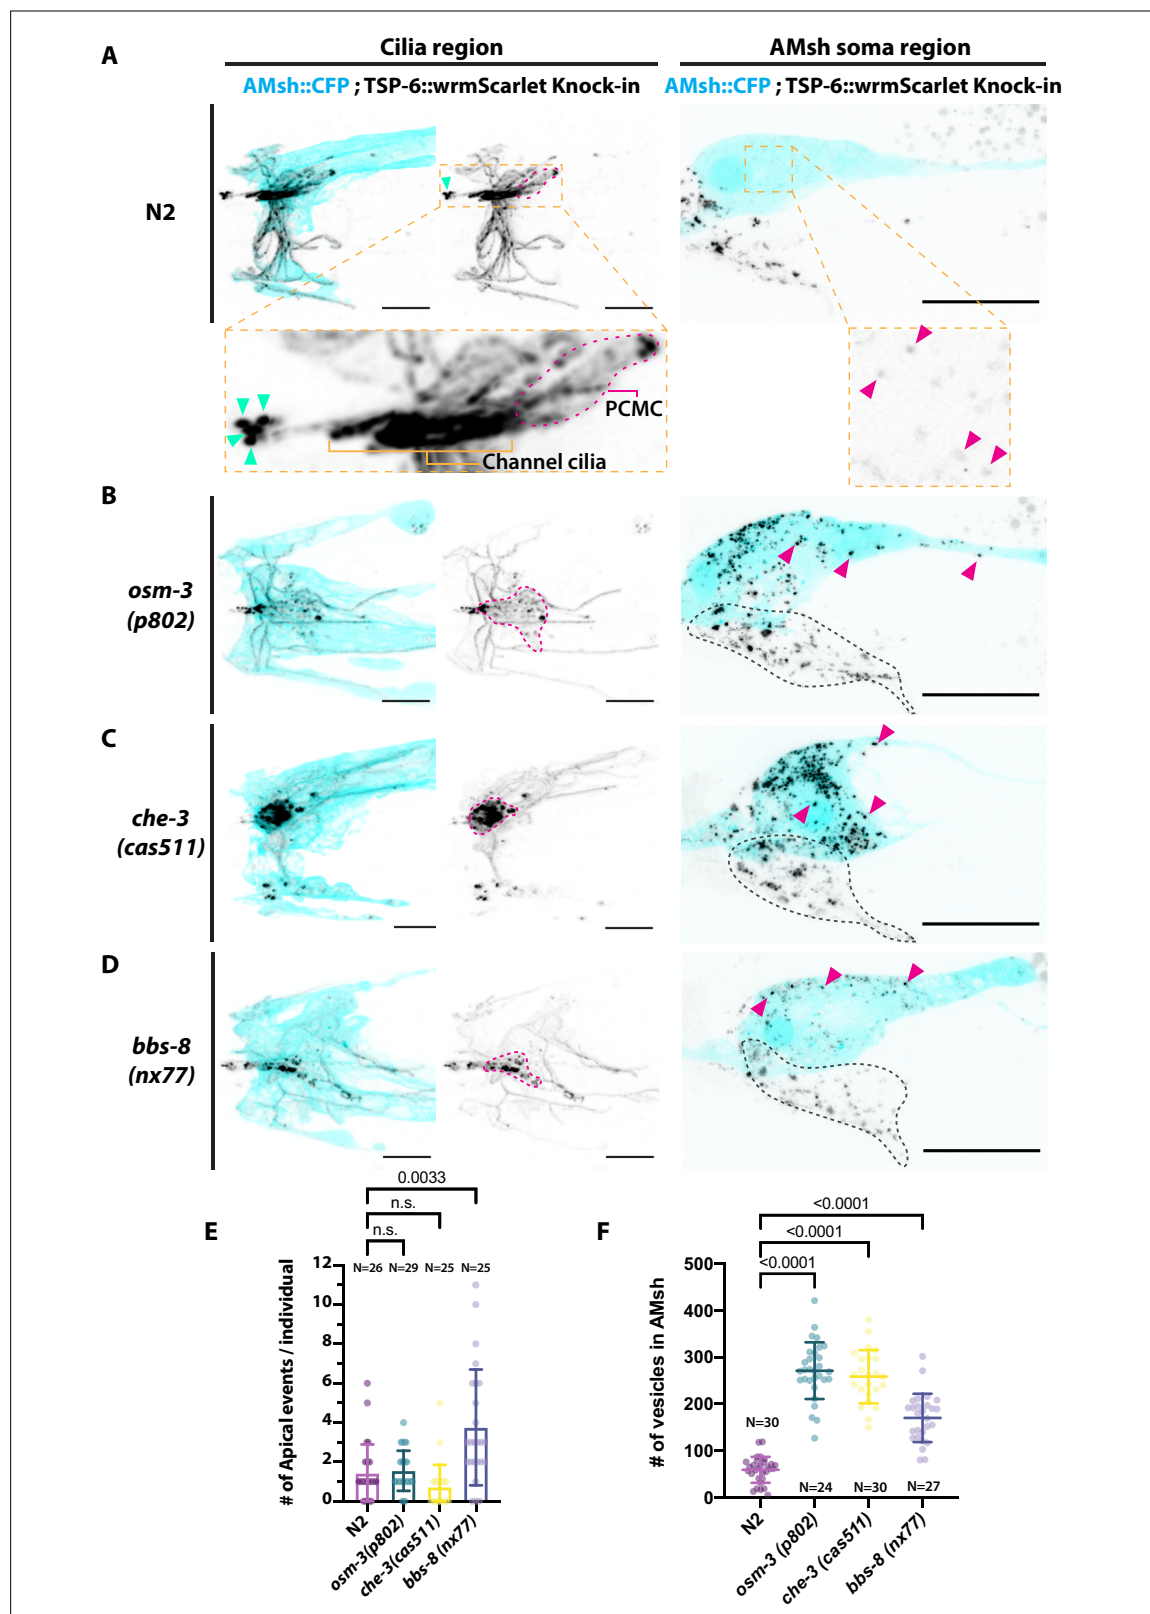 A
Cilia region
AMsh soma region
AMsh::CFP ; TSP-6::wrmScarlet Knock-in
AMsh::CFP ; TSP-6::wrmScarlet Knock-in
N2
PCMC
Channel cilia
B
osm-3
(p802)
C
che-3
(cas511)
D
bbs-8
(nx77)
E
0.0033
n.s.
n.s.
# of Apical events / individual
12
10
8
6
4
2
0
N=26
N=29
N=25
N=25
N2
osm-3(p802)
che-3(cas511)
bbs-8 (nx77)
F
<0.0001
<0.0001
<0.0001
# of vesicles in AMsh
500
400
300
200
100
0
N=30
N=24
N=30
N=27
N2
osm-3 (p802)
che-3 (cas511)
bbs-8 (nx77)